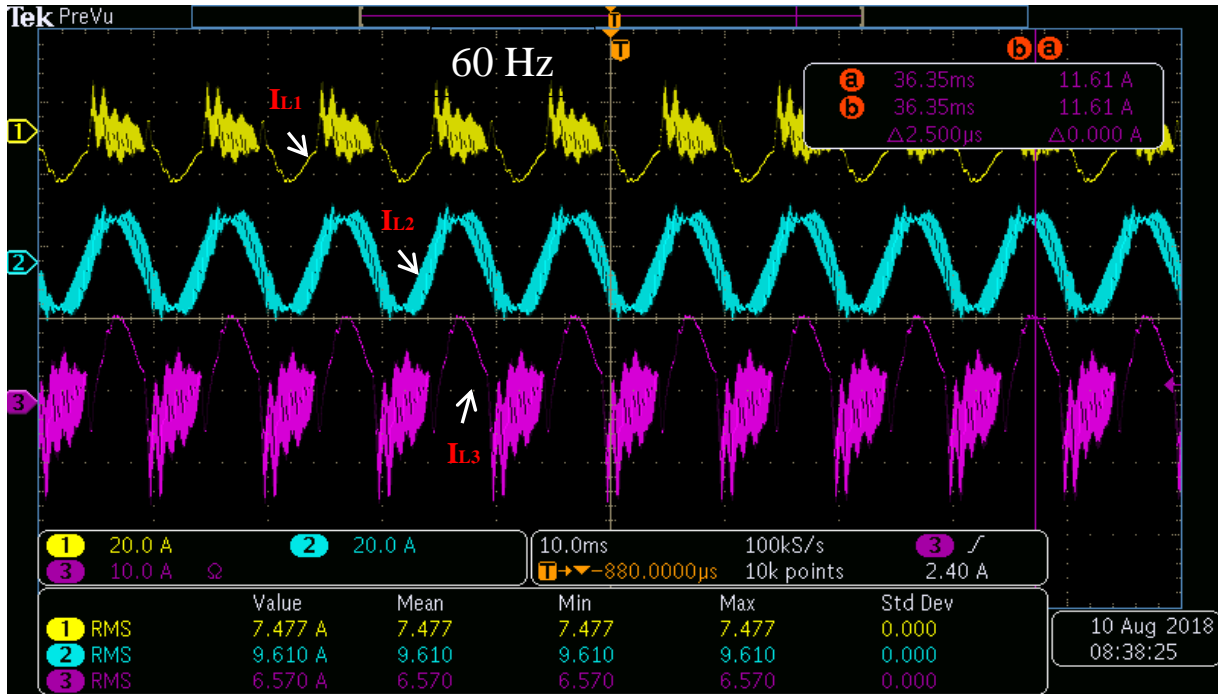 Tek PreVu
T
T
60 Hz
b a
a 36.35ms 11.61 A
b 36.35ms 11.61 A
Δ2.500μs Δ0.000 A
IL1
1
IL2
2
3
IL3
1 20.0 A 2 20.0 A
3 10.0 A Ω
10.0ms 100kS/s 3
T→▼−880.0000μs 10k points 2.40 A
Value Mean Min Max Std Dev
1 RMS 7.477 A 7.477 7.477 7.477 0.000
2 RMS 9.610 A 9.610 9.610 9.610 0.000
3 RMS 6.570 A 6.570 6.570 6.570 0.000
10 Aug 2018
08:38:25